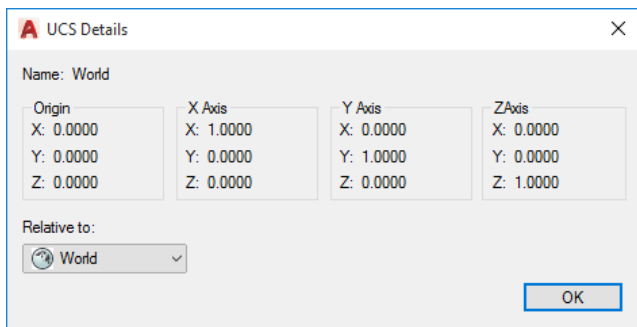 UCS Details
Name: World
Origin
X: 0.0000
Y: 0.0000
Z: 0.0000
X Axis
X: 1.0000
Y: 0.0000
Z: 0.0000
Y Axis
X: 0.0000
Y: 1.0000
Z: 0.0000
ZAxis
X: 0.0000
Y: 0.0000
Z: 1.0000
Relative to:
World
OK